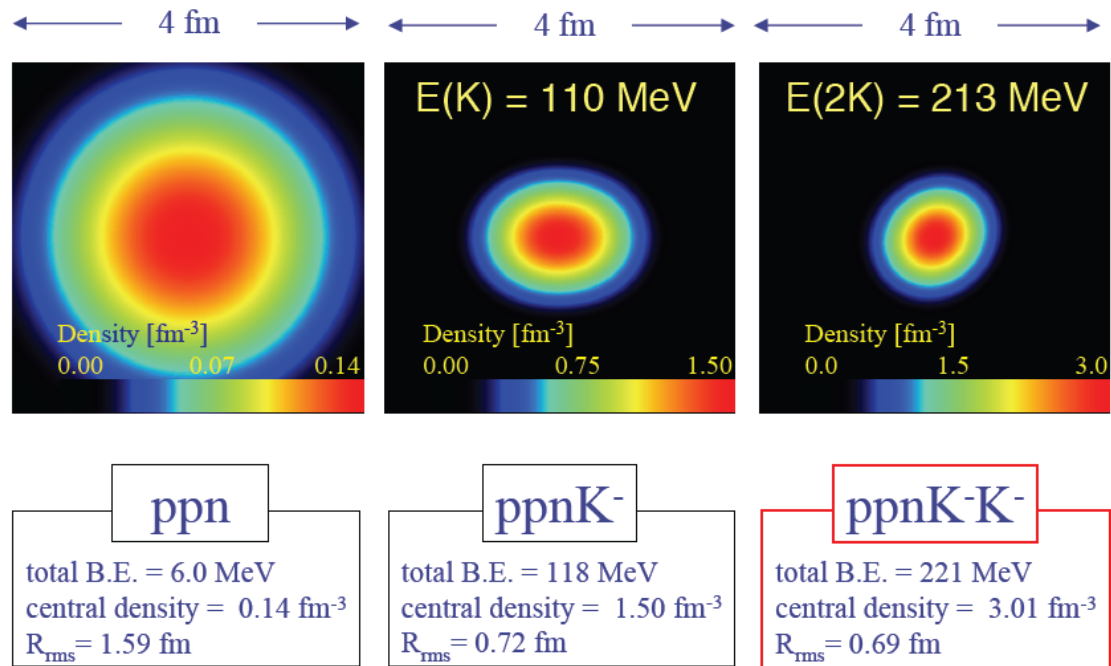 4 fm
4 fm
4 fm
E(K) = 110 MeV
E(2K) = 213 MeV
Density [fm⁻³]
0.00 0.07 0.14
Density [fm⁻³]
0.00 0.75 1.50
Density [fm⁻³]
0.0 1.5 3.0
ppn
total B.E. = 6.0 MeV
central density = 0.14 fm⁻³
Rrms= 1.59 fm
ppnK⁻
total B.E. = 118 MeV
central density = 1.50 fm⁻³
Rrms= 0.72 fm
ppnK⁻K⁻
total B.E. = 221 MeV
central density = 3.01 fm⁻³
Rrms= 0.69 fm